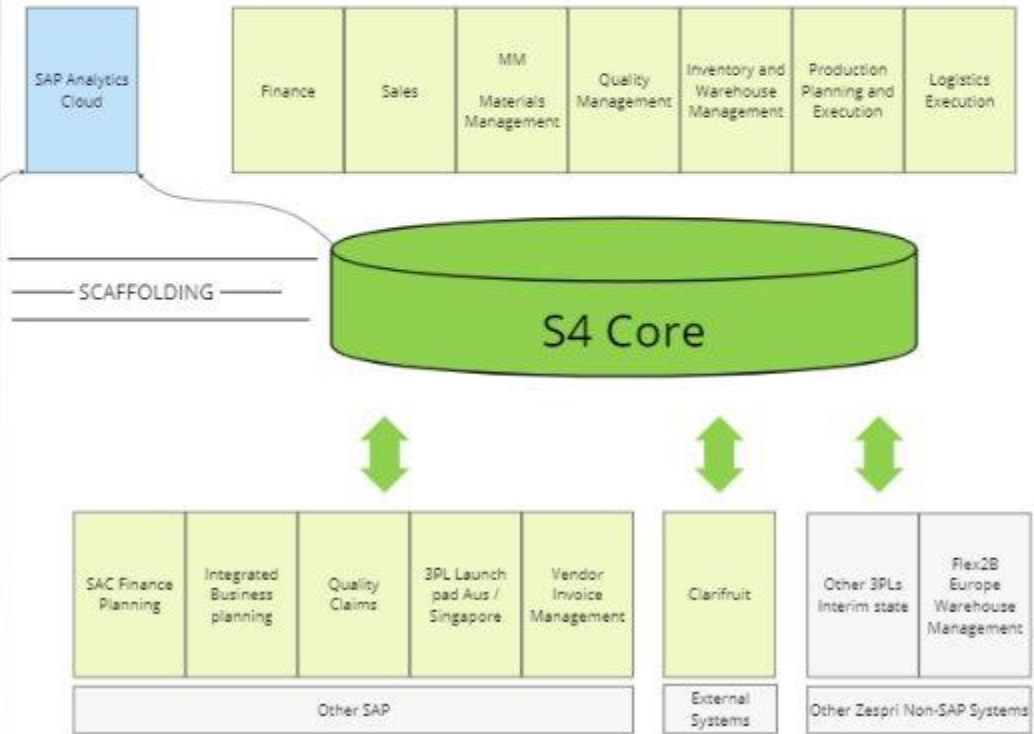 SAP Analytics
Cloud
Finance
Sales
MM
Materials
Management
Quality
Management
Inventory and
Warehouse
Management
Production
Planning and
Execution
Logistics
Execution
SCAFFOLDING
S4 Core
SAC Finance
Planning
Integrated
Business
planning
Quality
Claims
3PL Launch
pad Aus /
Singapore
Vendor
Invoice
Management
Clarifruit
Other 3PLs
Interim state
Flex2B
Europe
Warehouse
Management
Other SAP
External
Systems
Other Zespri Non-SAP Systems